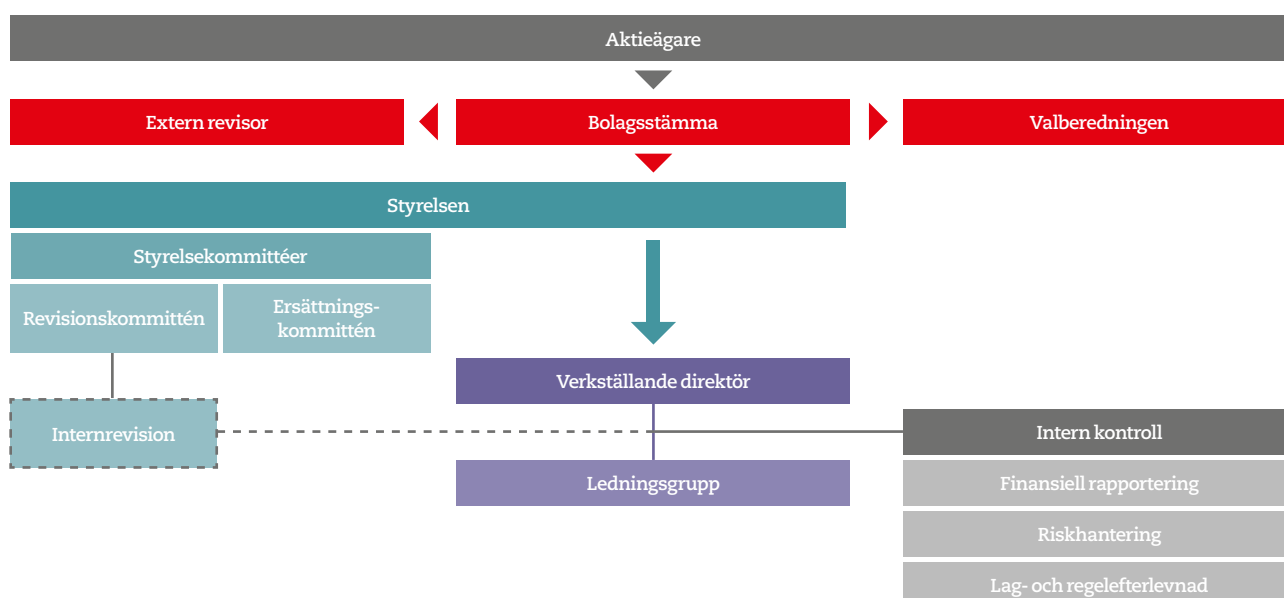 Aktieägare
Extern revisor
Bolagsstämma
Valberedningen
Styrelsen
Styrelsekommittéer
Revisionskommittén
Ersättnings-
kommittén
Verkställande direktör
Internrevision
Intern kontroll
Ledningsgrupp
Finansiell rapportering
Riskhantering
Lag- och regelefterlevnad